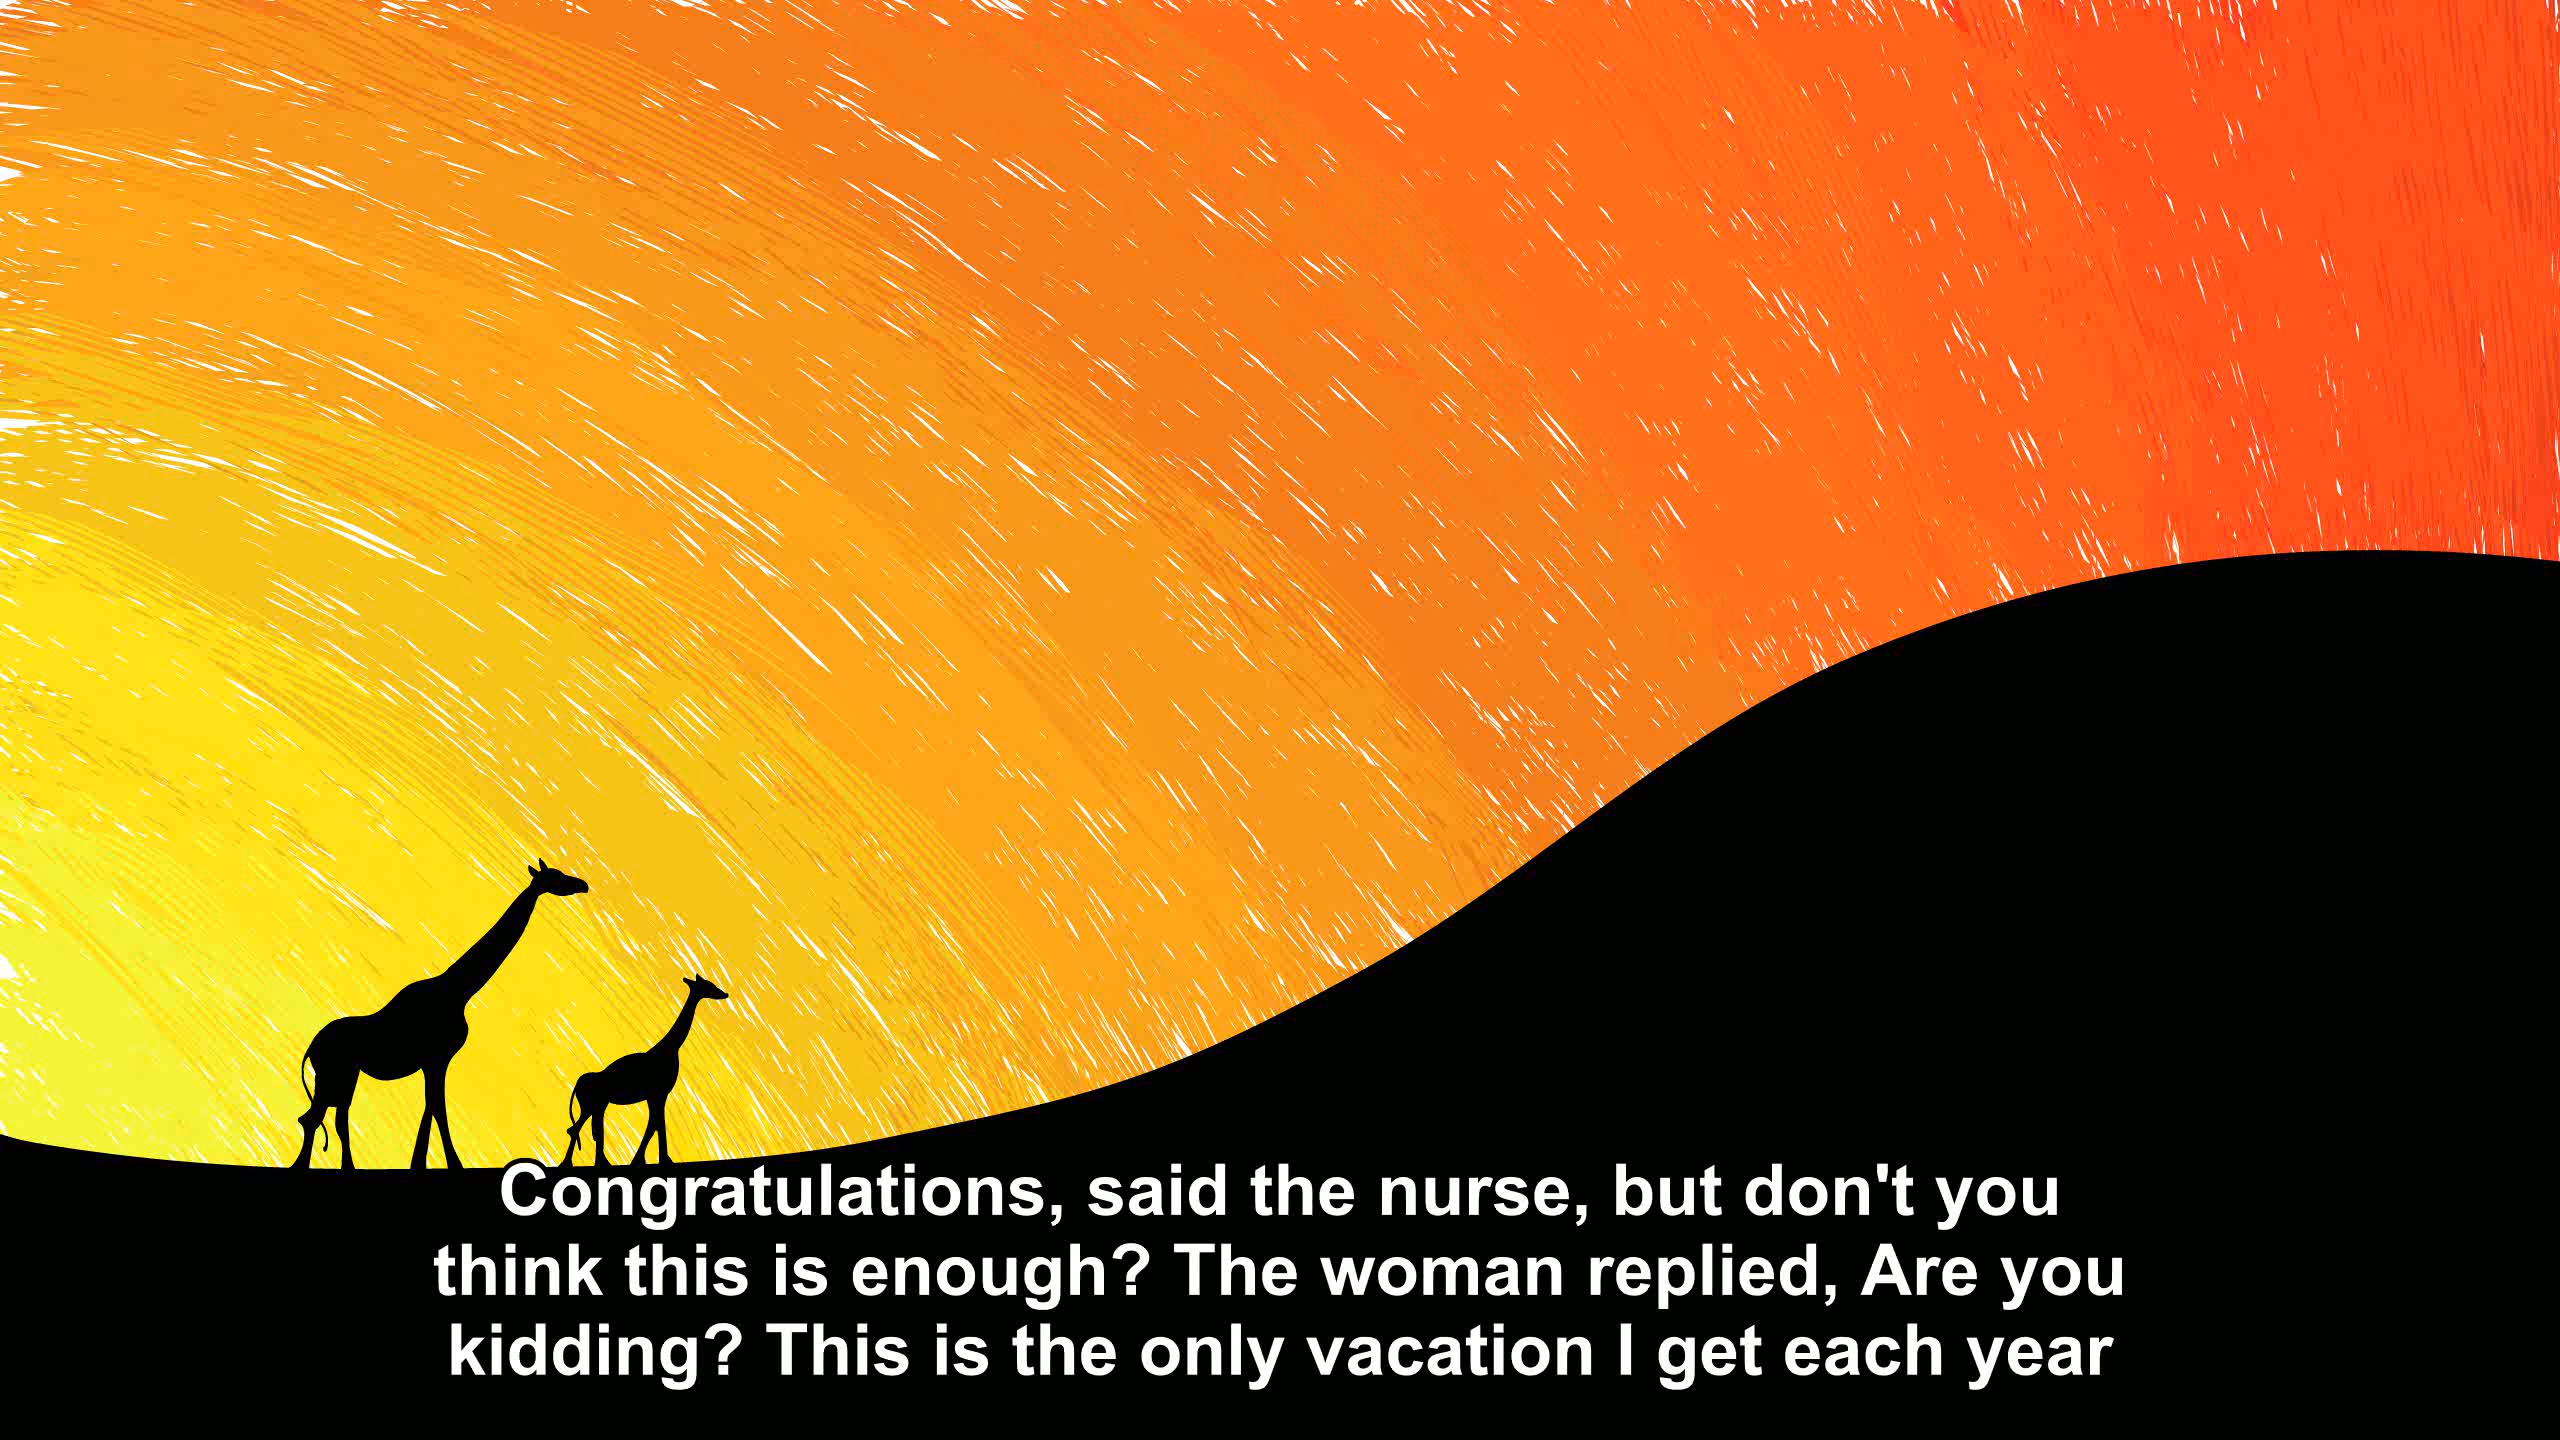 Congratulations, said the nurse, but don't you
think this is enough? The woman replied, Are you
kidding? This is the only vacation I get each year